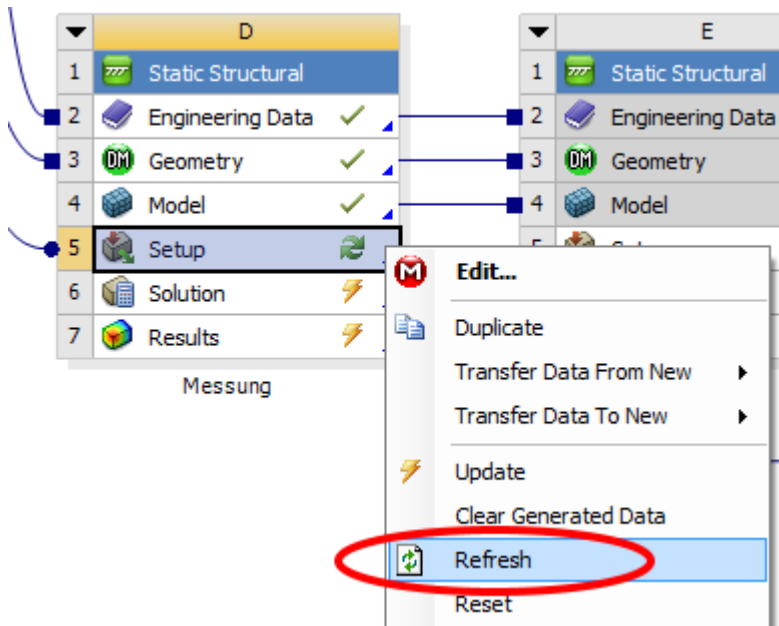 D
1 Static Structural
2 Engineering Data
3 DM Geometry
4 Model
5 Setup
6 Solution
7 Results
Messung
E
1 Static Structural
2 Engineering Data
3 DM Geometry
4 Model
M Edit...
Duplicate
Transfer Data From New
Transfer Data To New
Update
Clear Generated Data
Refresh
Reset